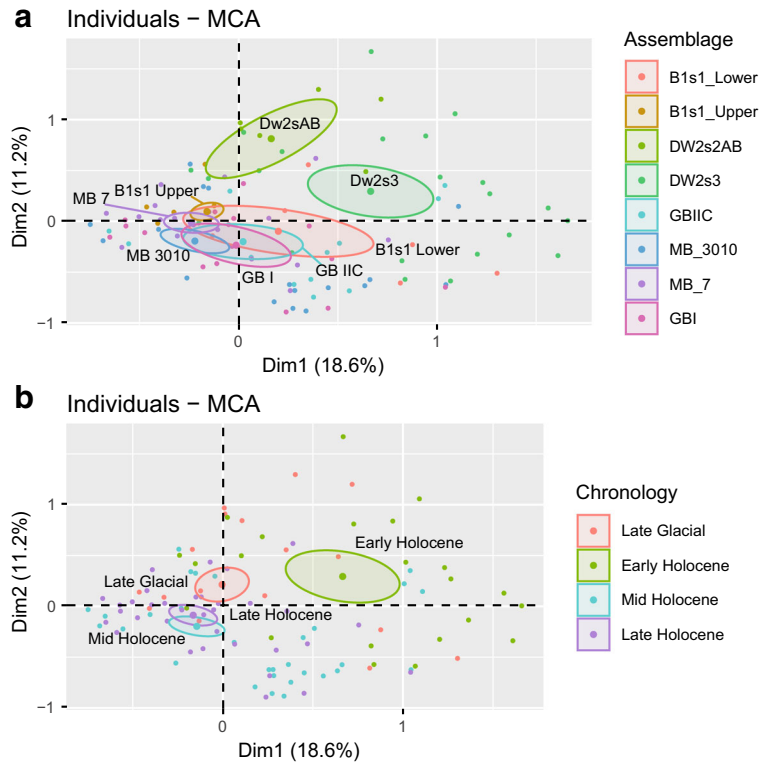 a
Individuals − MCA
Dim2 (11.2%)
1
0
−1
Dw2sAB
Dw2s3
MB 7
B1s1 Upper
MB 3010
GB I
GB IIC
B1s1 Lower
0
1
Dim1 (18.6%)
Assemblage
B1s1_Lower
B1s1_Upper
DW2s2AB
DW2s3
GBIIC
MB_3010
MB_7
GBI
b
Individuals − MCA
Dim2 (11.2%)
1
0
−1
Early Holocene
Late Glacial
Late Holocene
Mid Holocene
0
1
Dim1 (18.6%)
Chronology
Late Glacial
Early Holocene
Mid Holocene
Late Holocene